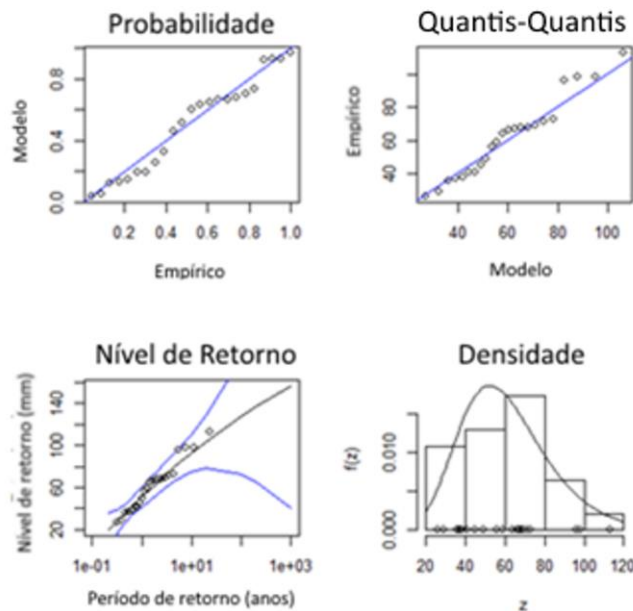 Probabilidade
Modelo
0.0 0.4 0.8
0.2 0.4 0.6 0.8 1.0
Empírico
Quantis-Quantis
Empírico
40 60 80
40 60 80 100
Modelo
Nível de Retorno
Nível de retorno (mm)
20 60 100 140
1e-01 1e+01 1e+03
Período de retorno (anos)
Densidade
f(z)
0.000 0.010
20 40 60 80 100 120
z